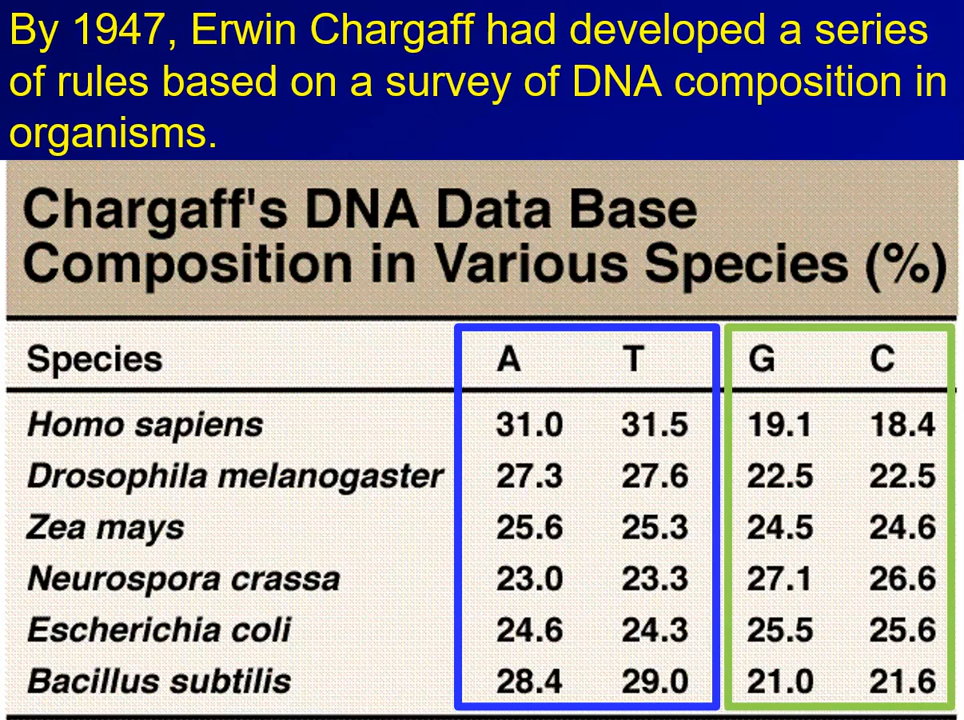 By 1947, Erwin Chargaff had developed a series
of rules based on a survey of DNA composition in
organisms.
Chargaff's DNA Data Base
Composition in Various Species (%)
Species A T G C
Homo sapiens 31.0 31.5 19.1 18.4
Drosophila melanogaster 27.3 27.6 22.5 22.5
Zea mays 25.6 25.3 24.5 24.6
Neurospora crassa 23.0 23.3 27.1 26.6
Escherichia coli 24.6 24.3 25.5 25.6
Bacillus subtilis 28.4 29.0 21.0 21.6